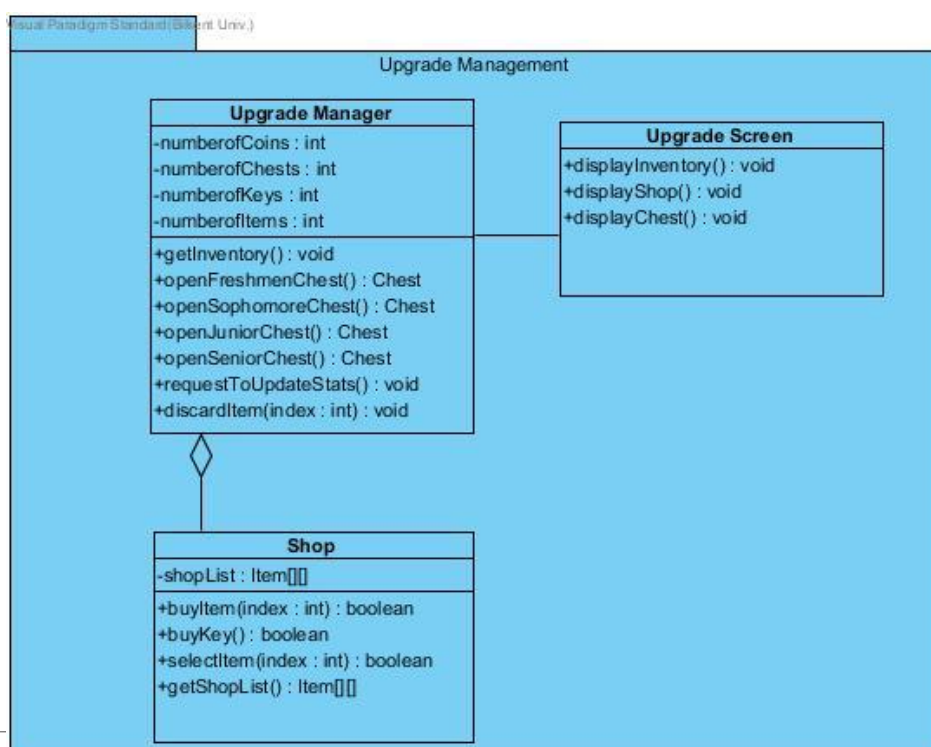 Visual Paradigm Standard(Bilkent Univ.)
Upgrade Management
Upgrade Manager
-numberofCoins : int
-numberofChests : int
-numberofKeys : int
-numberofItems : int
+getInventory() : void
+openFreshmenChest() : Chest
+openSophomoreChest() : Chest
+openJuniorChest() : Chest
+openSeniorChest() : Chest
+requestToUpdateStats() : void
+discardItem(index : int) : void
Upgrade Screen
+displayInventory() : void
+displayShop() : void
+displayChest() : void
Shop
-shopList : Item[][]
+buyItem(index : int) : boolean
+buyKey() : boolean
+selectItem(index : int) : boolean
+getShopList() : Item[][]